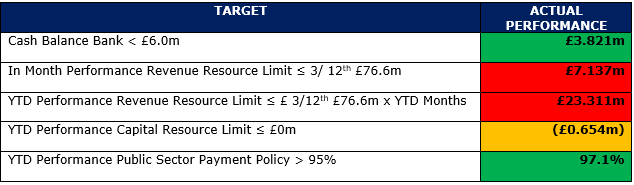 TARGET
ACTUAL
PERFORMANCE
Cash Balance Bank < £6.0m
£3.821m
In Month Performance Revenue Resource Limit ≤ 3/ 12th £76.6m
£7.137m
YTD Performance Revenue Resource Limit ≤ £ 3/12th £76.6m x YTD Months
£23.311m
YTD Performance Capital Resource Limit ≤ £0m
(£0.654m)
YTD Performance Public Sector Payment Policy > 95%
97.1%